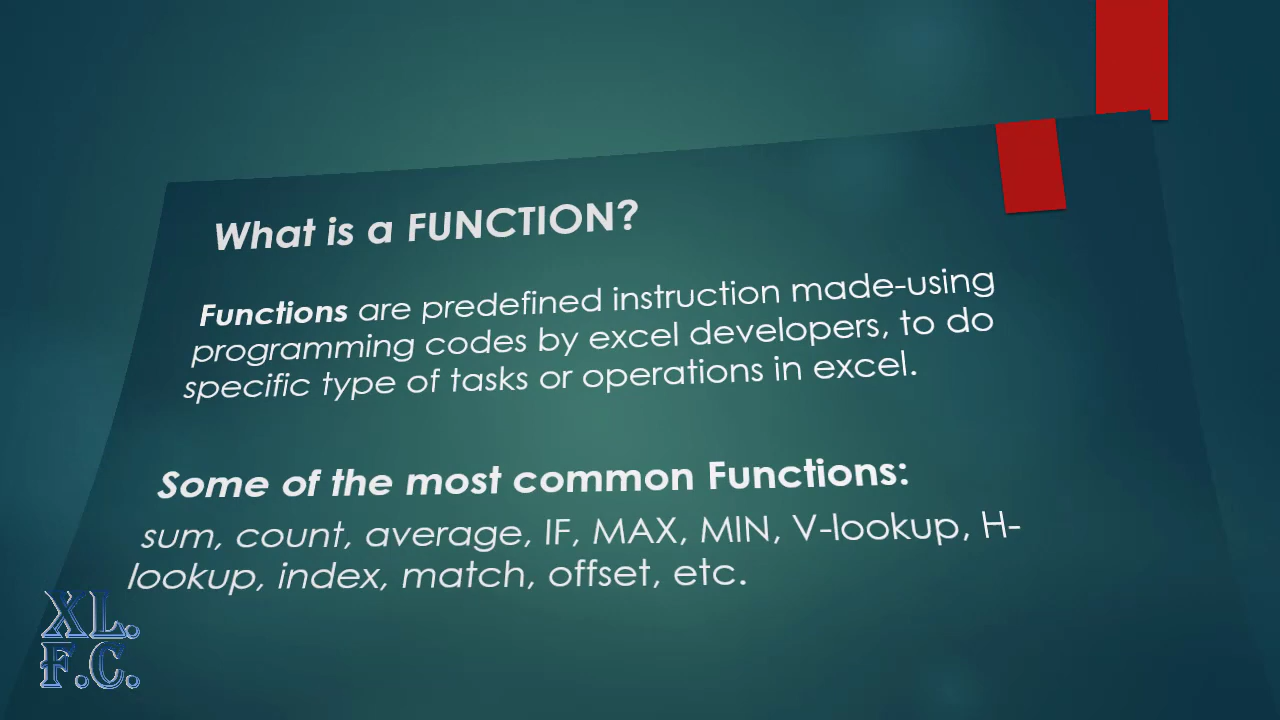 What is a FUNCTION?
Functions are predefined instruction made-using
programming codes by excel developers, to do
specific type of tasks or operations in excel.
Some of the most common Functions:
sum, count, average, IF, MAX, MIN, V-lookup, H-
lookup, index, match, offset, etc.
XL.
F.C.